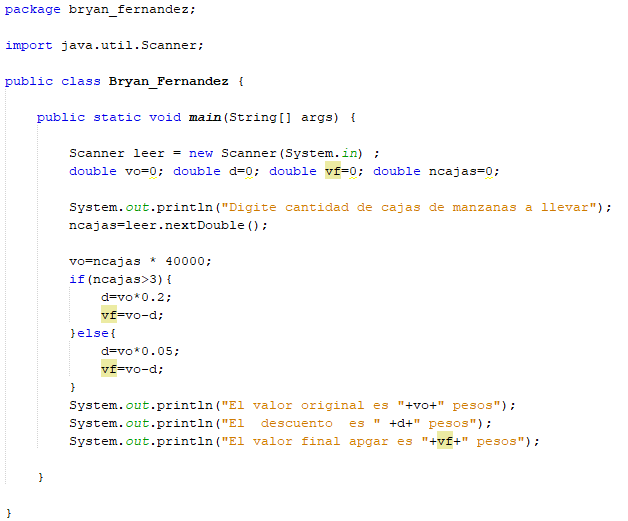 package bryan_fernandez;
import java.util.Scanner;
public class Bryan_Fernandez {
public static void main(String[] args) {
Scanner leer = new Scanner(System.in) ;
double vo=0; double d=0; double vf=0; double ncajas=0;
System.out.println("Digite cantidad de cajas de manzanas a llevar");
ncajas=leer.nextDouble();
vo=ncajas * 40000;
if(ncajas>3){
d=vo*0.2;
vf=vo-d;
}else{
d=vo*0.05;
vf=vo-d;
}
System.out.println("El valor original es "+vo+" pesos");
System.out.println("El  descuento  es " +d+" pesos");
System.out.println("El valor final apgar es "+vf+" pesos");
}
}